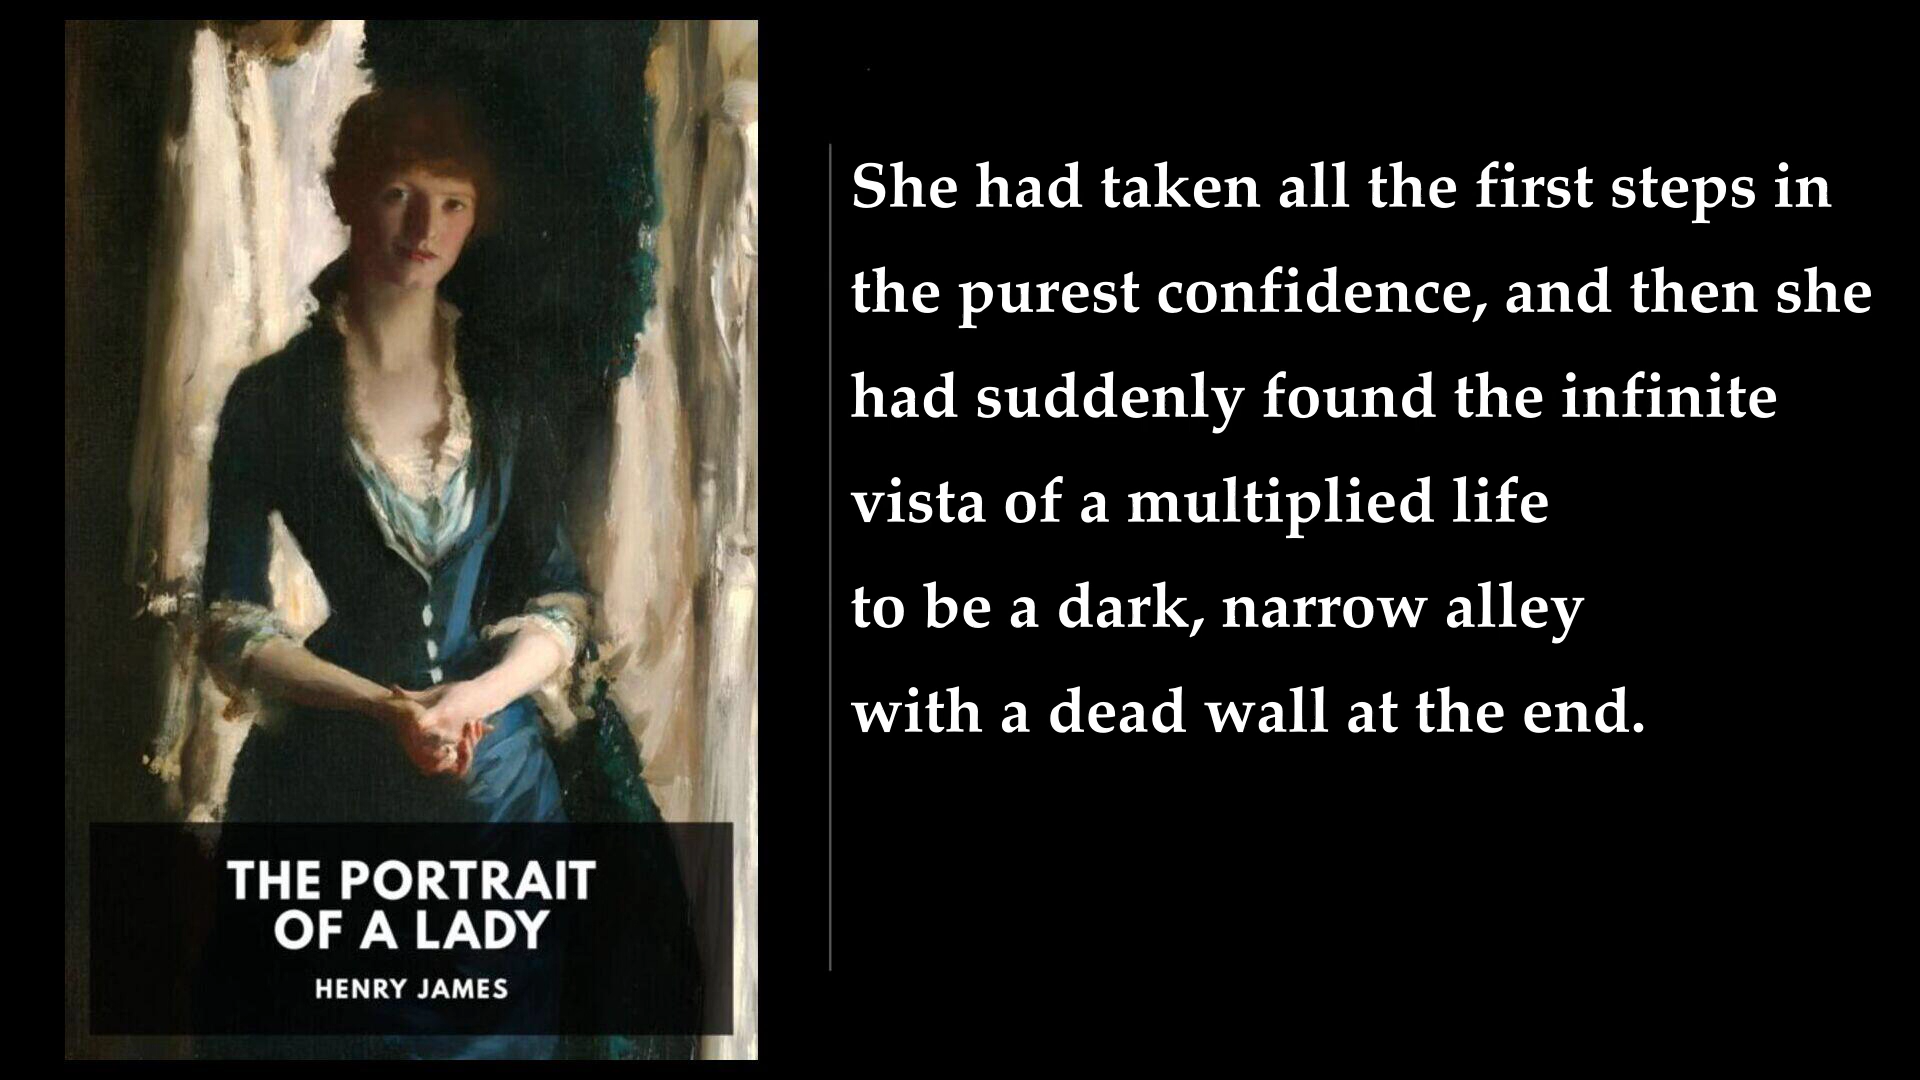 THE PORTRAIT
OF A LADY
HENRY JAMES
She had taken all the first steps in
the purest confidence, and then she
had suddenly found the infinite
vista of a multiplied life
to be a dark, narrow alley
with a dead wall at the end.